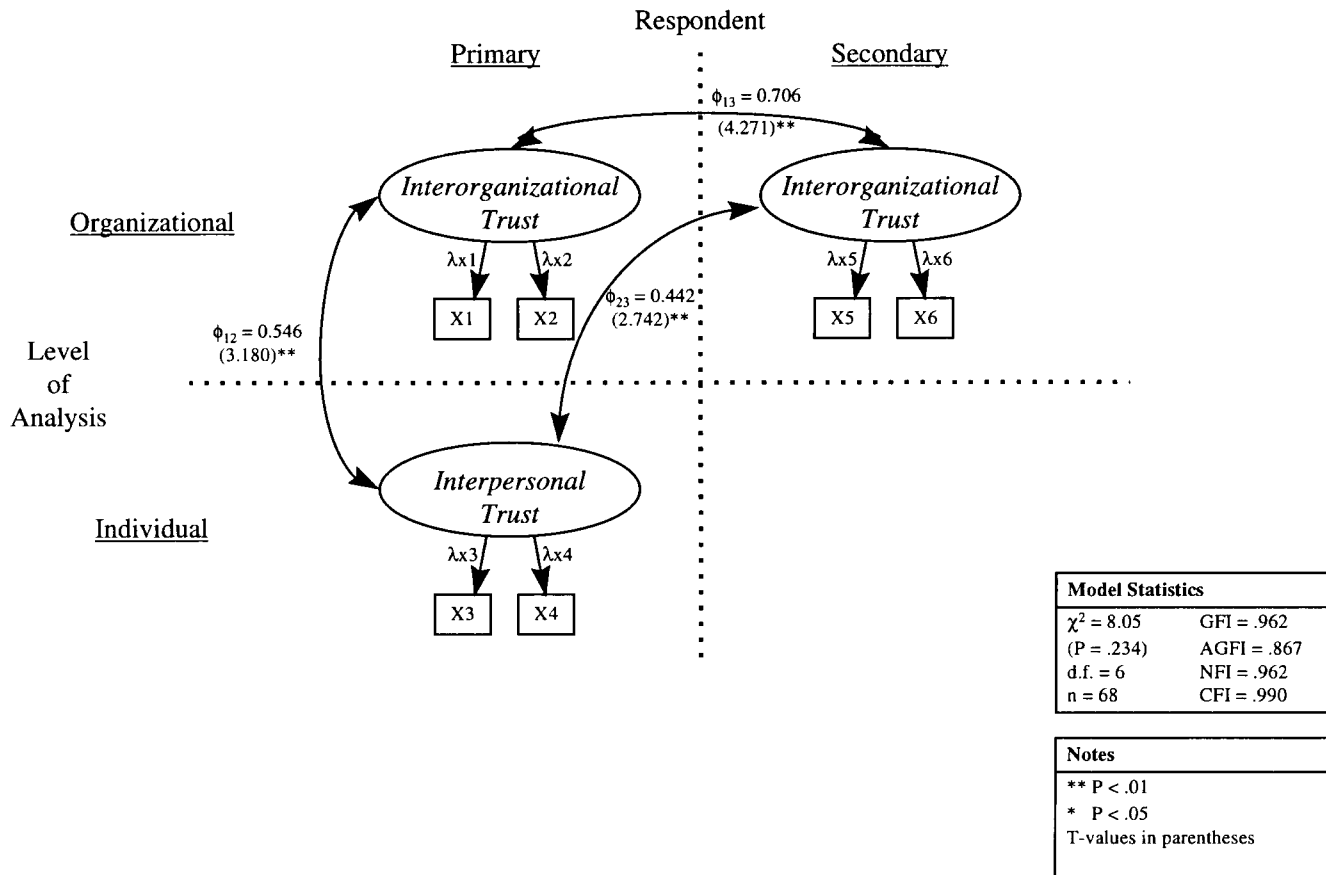 Respondent
Primary
Secondary
ϕ13 = 0.706
(4.271)**
Interorganizational
Trust
Interorganizational
Trust
Organizational
λx1
λx2
λx5
λx6
X1
X2
X5
X6
ϕ23 = 0.442
(2.742)**
ϕ12 = 0.546
(3.180)**
Level
of
Analysis
Interpersonal
Trust
Individual
λx3
λx4
X3
X4
Model Statistics
χ² = 8.05 GFI = .962
(P = .234) AGFI = .867
d.f. = 6 NFI = .962
n = 68 CFI = .990
Notes
** P < .01
* P < .05
T-values in parentheses